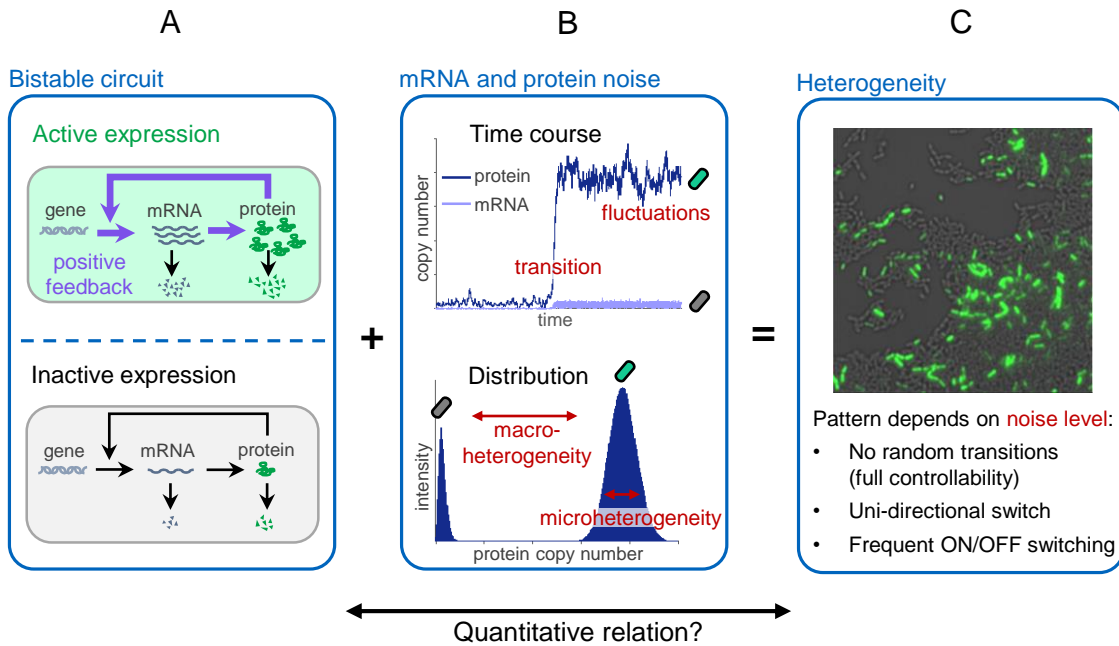 A
B
C
Bistable circuit
Active expression
gene
mRNA
protein
positive
feedback
Inactive expression
gene
mRNA
protein
+
mRNA and protein noise
Time course
copy number
protein
mRNA
fluctuations
transition
time
Distribution
intensity
macro-
heterogeneity
microheterogeneity
protein copy number
=
Heterogeneity
Pattern depends on noise level:
• No random transitions
(full controllability)
• Uni-directional switch
• Frequent ON/OFF switching
Quantitative relation?